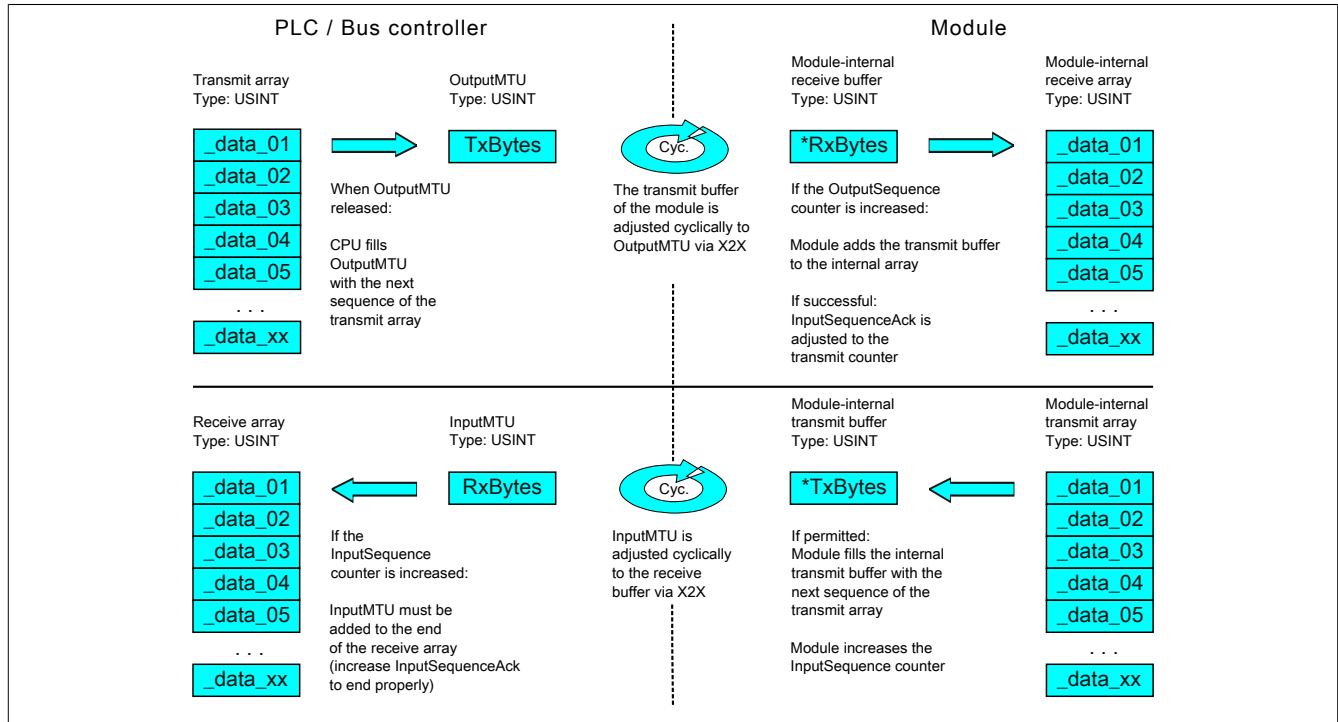 PLC / Bus controller
Module
Transmit array
Type: USINT
OutputMTU
Type: USINT
Module-internal
receive buffer
Type: USINT
Module-internal
receive array
Type: USINT
_data_01
_data_02
_data_03
_data_04
_data_05
. . .
_data_xx
TxBytes
When OutputMTU
released:
CPU fills
OutputMTU
with the next
sequence of the
transmit array
Cyc.
The transmit buffer
of the module is
adjusted cyclically to
OutputMTU via X2X
*RxBytes
If the OutputSequence
counter is increased:
Module adds the transmit buffer
to the internal array
If successful:
InputSequenceAck is
adjusted to the
transmit counter
_data_01
_data_02
_data_03
_data_04
_data_05
. . .
_data_xx
Receive array
Type: USINT
InputMTU
Type: USINT
Module-internal
transmit buffer
Type: USINT
Module-internal
transmit array
Type: USINT
_data_01
_data_02
_data_03
_data_04
_data_05
. . .
_data_xx
RxBytes
If the
InputSequence
counter is increased:
InputMTU must be
added to the end
of the receive array
(increase InputSequenceAck
to end properly)
Cyc.
InputMTU is
adjusted cyclically
to the receive
buffer via X2X
*TxBytes
If permitted:
Module fills the internal
transmit buffer with the
next sequence of the
transmit array
Module increases the
InputSequence counter
_data_01
_data_02
_data_03
_data_04
_data_05
. . .
_data_xx